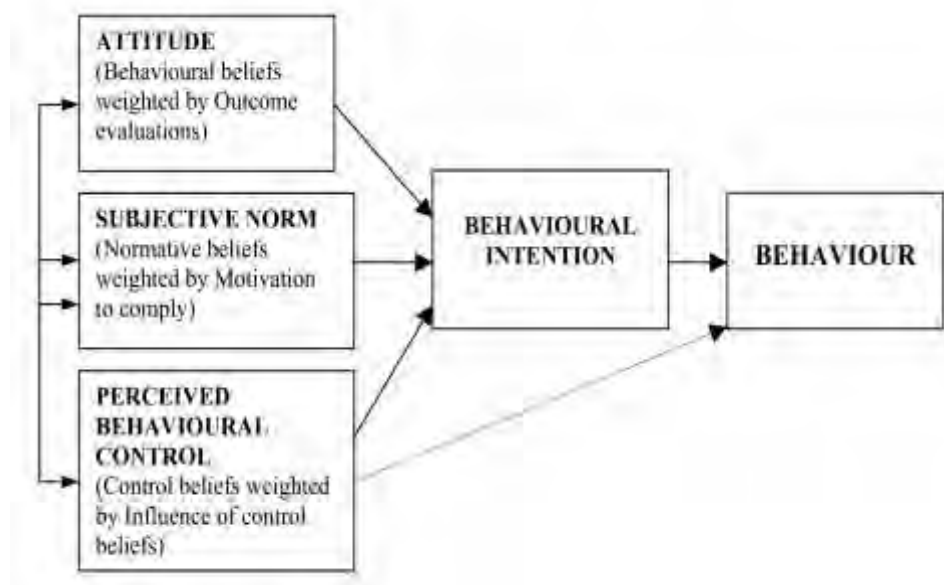 ATTITUDE
(Behavioural beliefs
weighted by Outcome
evaluations)
SUBJECTIVE NORM
(Normative beliefs
weighted by Motivation
to comply)
PERCEIVED
BEHAVIOURAL
CONTROL
(Control beliefs weighted
by Influence of control
beliefs)
BEHAVIOURAL
INTENTION
BEHAVIOUR